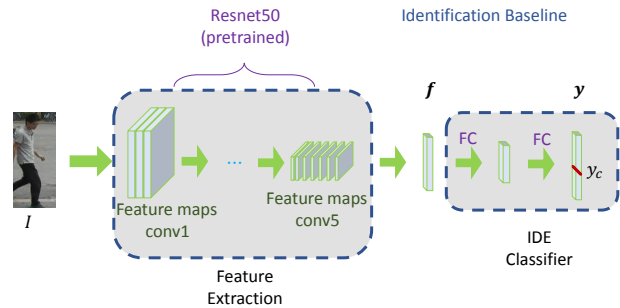 Resnet50
(pretrained)
Identification Baseline
f
y
FC
FC
...
y_c
Feature maps
conv1
Feature maps
conv5
I
IDE
Classifier
Feature
Extraction